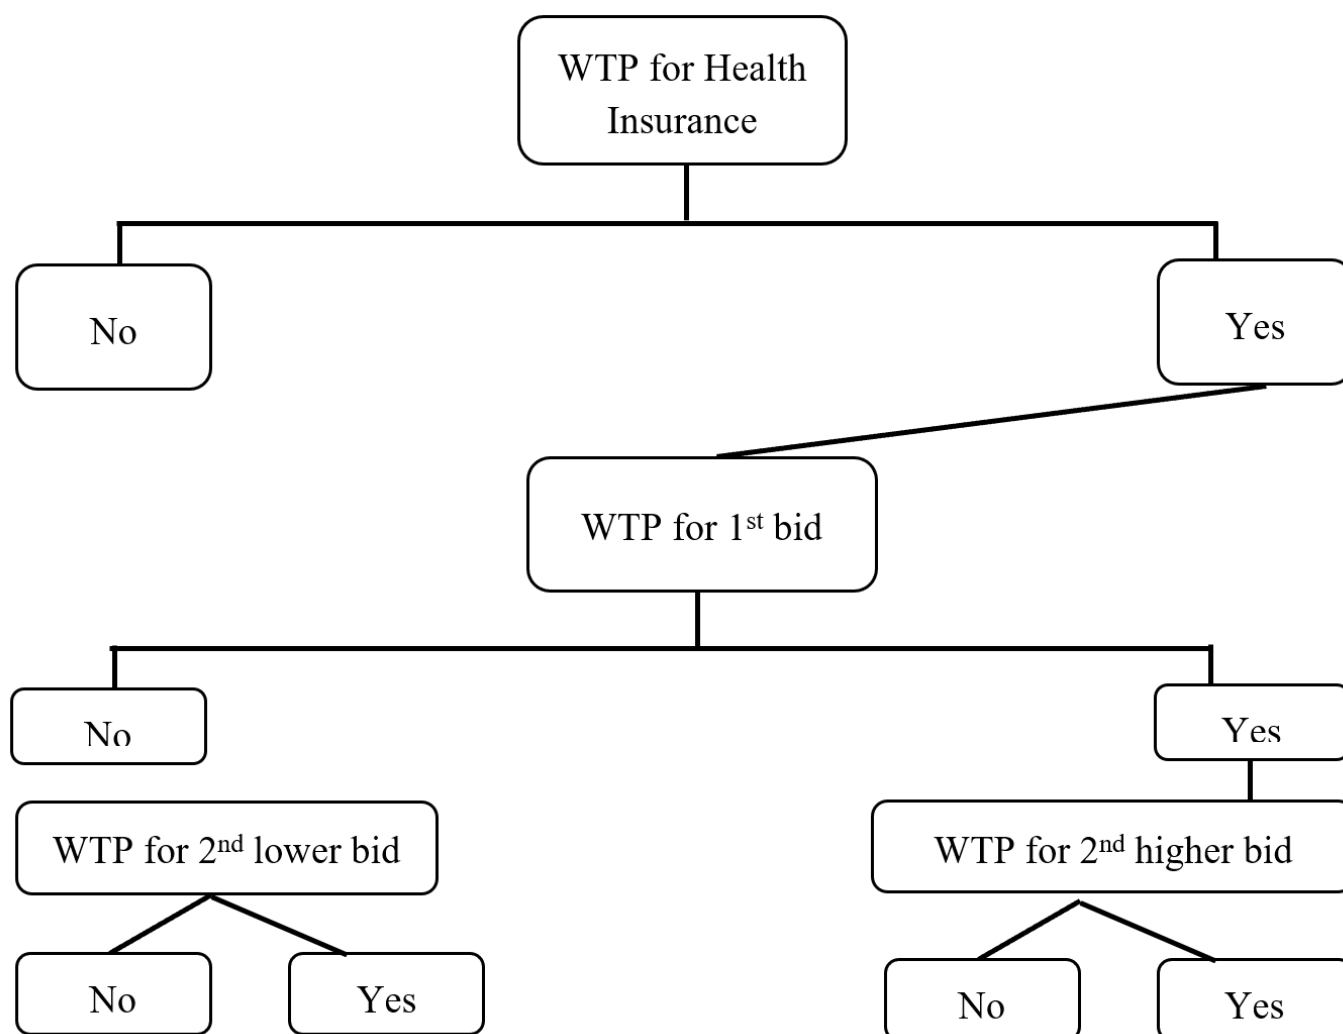 WTP for Health
Insurance
No
Yes
WTP for 1st bid
No
Yes
WTP for 2nd lower bid
WTP for 2nd higher bid
No
Yes
No
Yes